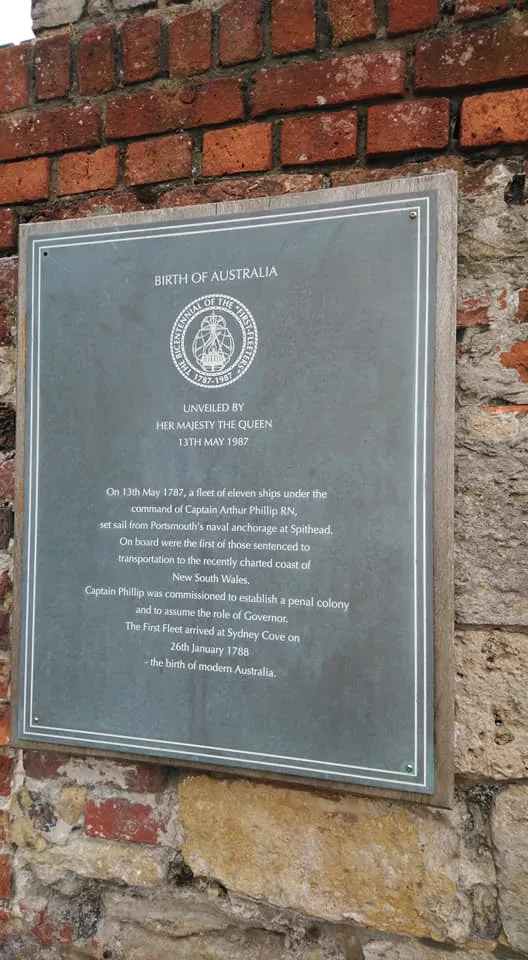 BIRTH OF AUSTRALIA
THE BICENTENNIAL OF THE "FIRST-FLEETERS"
1787-1987
UNVEILED BY
HER MAJESTY THE QUEEN
13TH MAY 1987
On 13th May 1787, a fleet of eleven ships under the
command of Captain Arthur Phillip RN,
set sail from Portsmouth's naval anchorage at Spithead.
On board were the first of those sentenced to
transportation to the recently charted coast of
New South Wales.
Captain Phillip was commissioned to establish a penal colony
and to assume the role of Governor.
The First Fleet arrived at Sydney Cove on
26th January 1788
- the birth of modern Australia.